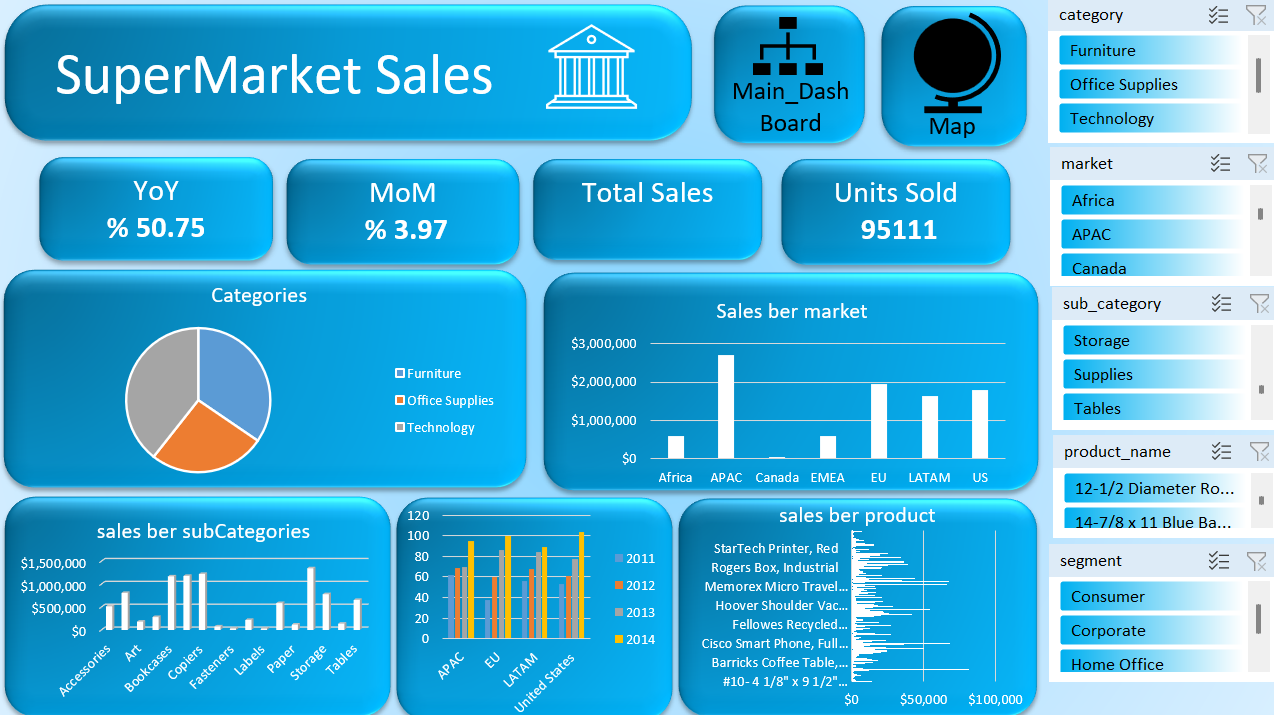 SuperMarket Sales
Main_Dash
Board
Map
YoY
% 50.75
MoM
% 3.97
Total Sales
Units Sold
95111
Categories
Furniture
Office Supplies
Technology
Sales ber market
$3,000,000
$2,000,000
$1,000,000
$0
Africa APAC Canada EMEA EU LATAM US
sales ber subCategories
$1,500,000
$1,000,000
$500,000
$0
Accessories Art Bookcases Copiers Fasteners Labels Paper Storage Tables
120
100
80
60
40
20
0
APAC EU LATAM United States
2011
2012
2013
2014
sales ber product
StarTech Printer, Red
Rogers Box, Industrial
Memorex Micro Travel...
Hoover Shoulder Vac...
Fellowes Recycled...
Cisco Smart Phone, Full...
Barricks Coffee Table,...
#10- 4 1/8" x 9 1/2"...
$0 $50,000 $100,000
category
Furniture
Office Supplies
Technology
market
Africa
APAC
Canada
sub_category
Storage
Supplies
Tables
product_name
12-1/2 Diameter Ro...
14-7/8 x 11 Blue Ba...
segment
Consumer
Corporate
Home Office